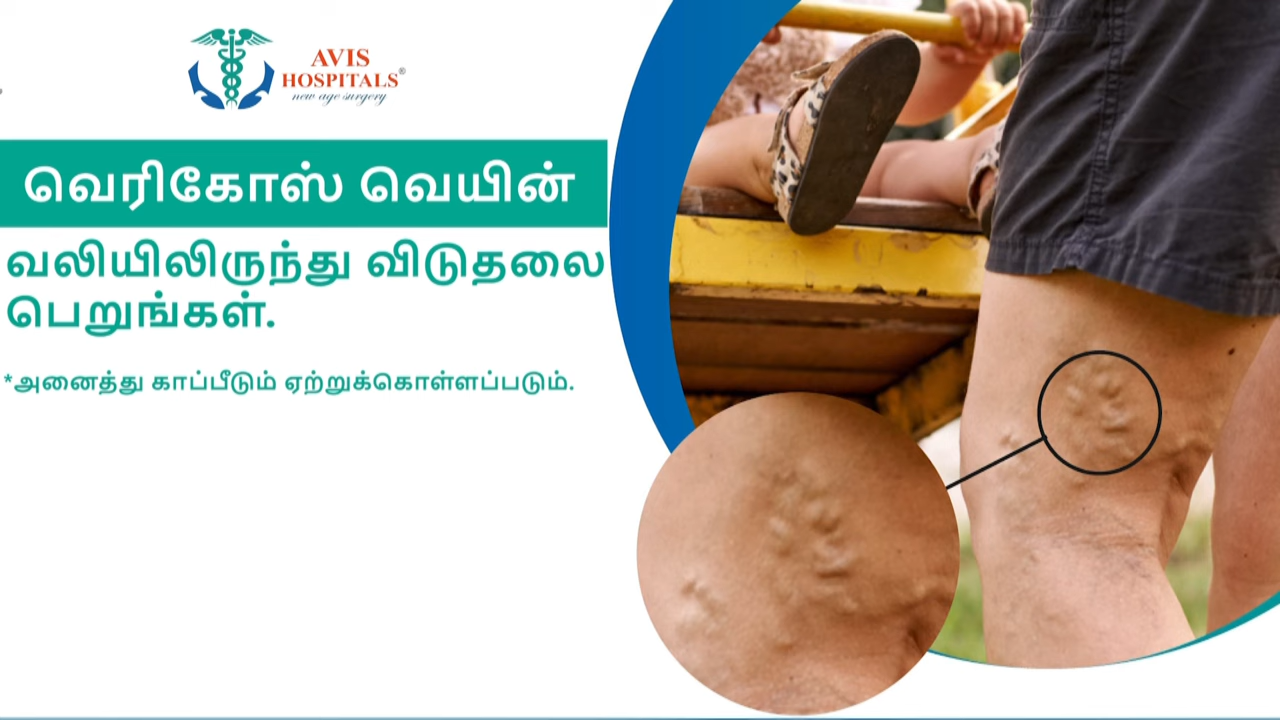 AVIS
HOSPITALS®
new age surgery
வெரிகோஸ் வெயின்
வலியிலிருந்து விடுதலை
பெறுங்கள்.
*அனைத்து காப்பீடும் ஏற்றுக்கொள்ளப்படும்.